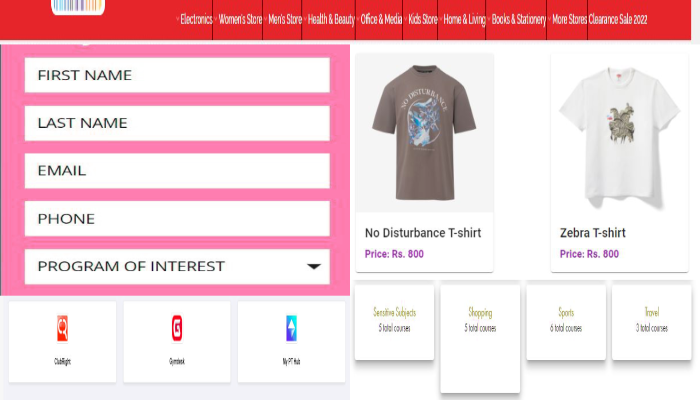 Electronics Women's Store Men's Store Health & Beauty Office & Media Kids Store Home & Living Books & Stationery More Stores Clearance Sale 2022
FIRST NAME
LAST NAME
EMAIL
PHONE
PROGRAM OF INTEREST
NO DISTURBANCE
No Disturbance T-shirt
Price: Rs. 800
Zebra T-shirt
Price: Rs. 800
ClubRight
Gymdesk
My PT Hub
Sensitive Subjects
5 total courses
Shopping
5 total courses
Sports
6 total courses
Travel
3 total courses